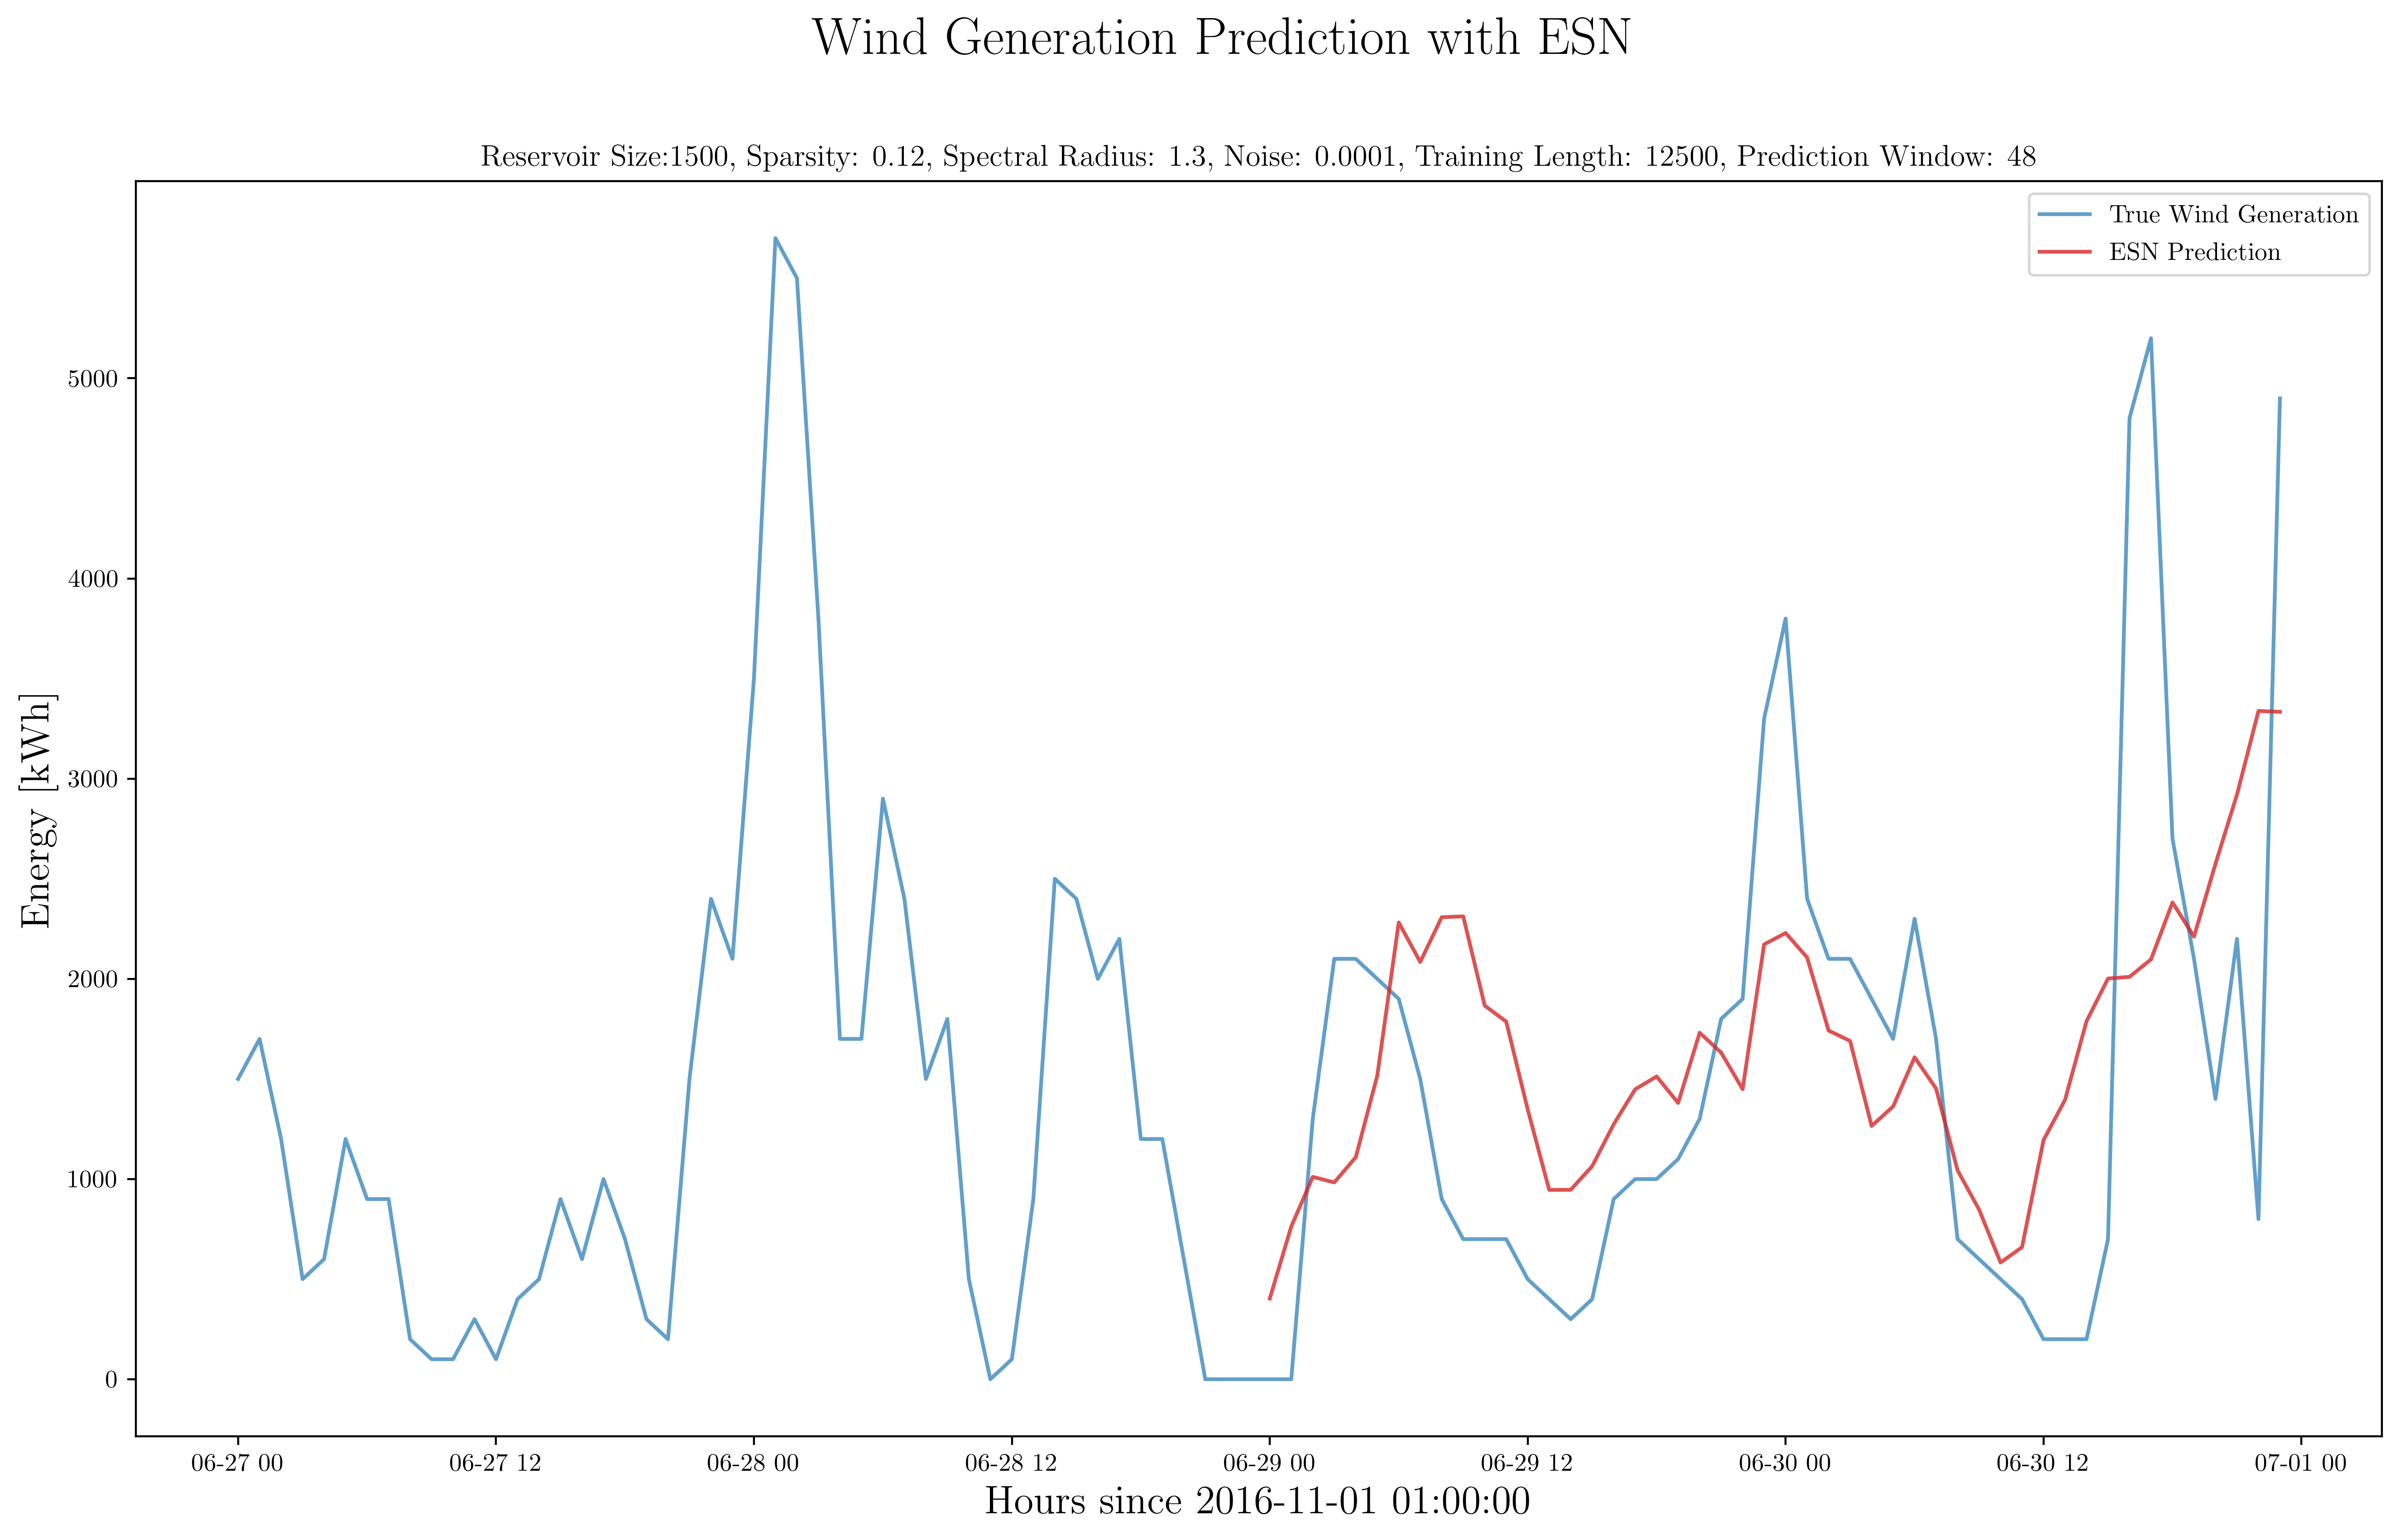 Wind Generation Prediction with ESN
Reservoir Size:1500, Sparsity: 0.12, Spectral Radius: 1.3, Noise: 0.0001, Training Length: 12500, Prediction Window: 48
True Wind Generation
ESN Prediction
Energy [kWh]
5000
4000
3000
2000
1000
0
06-27 00 06-27 12 06-28 00 06-28 12 06-29 00 06-29 12 06-30 00 06-30 12 07-01 00
Hours since 2016-11-01 01:00:00